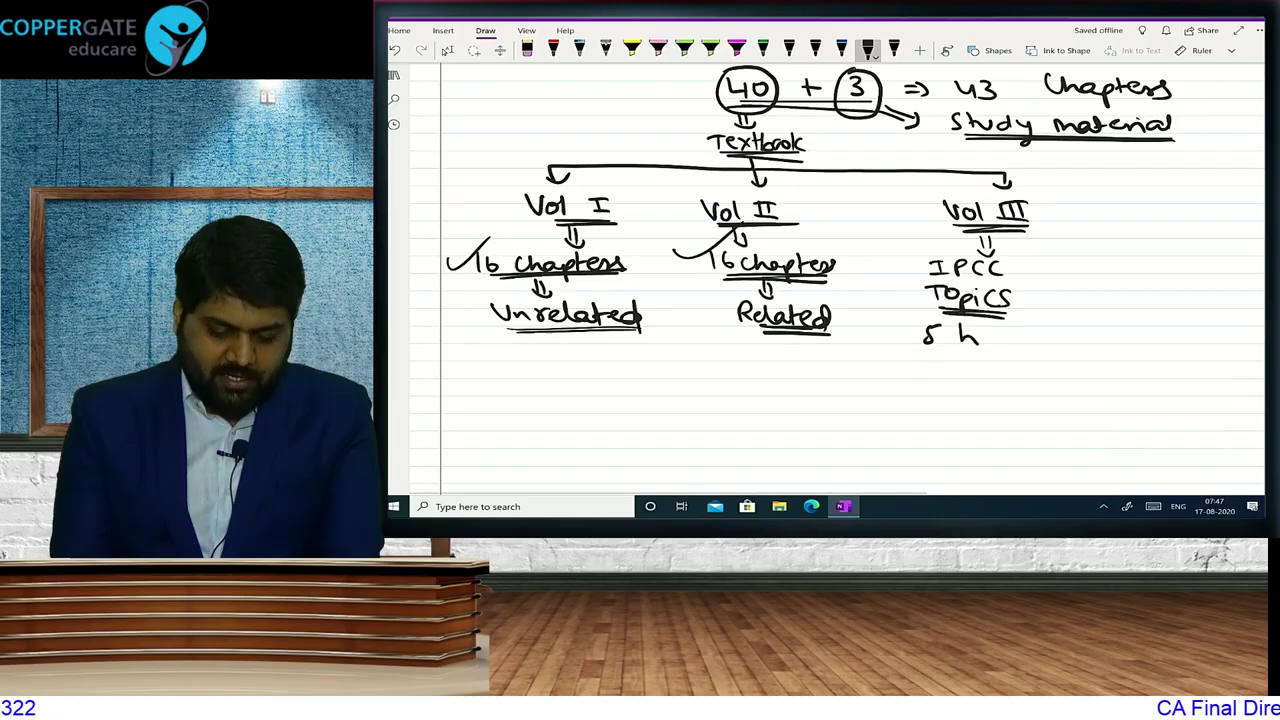 COPPERGATE
educare
Home Insert Draw View Help
Saved offline
Share
Shapes
Ink to Shape
Ink to Text
Ruler
40 + 3 => 43 Chapters
Study material
Textbook
Vol I Vol II Vol III
16 Chapters 16 Chapters IPCC
Topics
Unrelated Related
5 h
Type here to search
ENG
07:47
17-08-2020
322
CA Final Dire